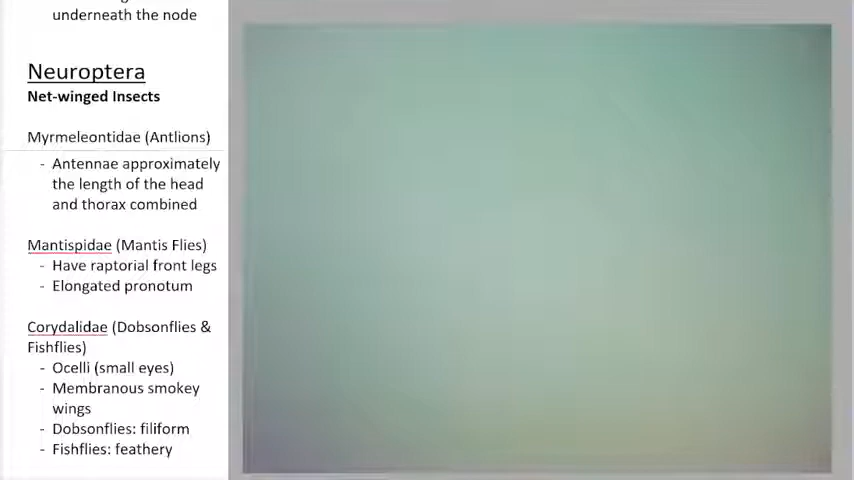 underneath the node
Neuroptera
Net-winged Insects
Myrmeleontidae (Antlions)
- Antennae approximately
the length of the head
and thorax combined
Mantispidae (Mantis Flies)
- Have raptorial front legs
- Elongated pronotum
Corydalidae (Dobsonflies &
Fishflies)
- Ocelli (small eyes)
- Membranous smokey
wings
- Dobsonflies: filiform
- Fishflies: feathery